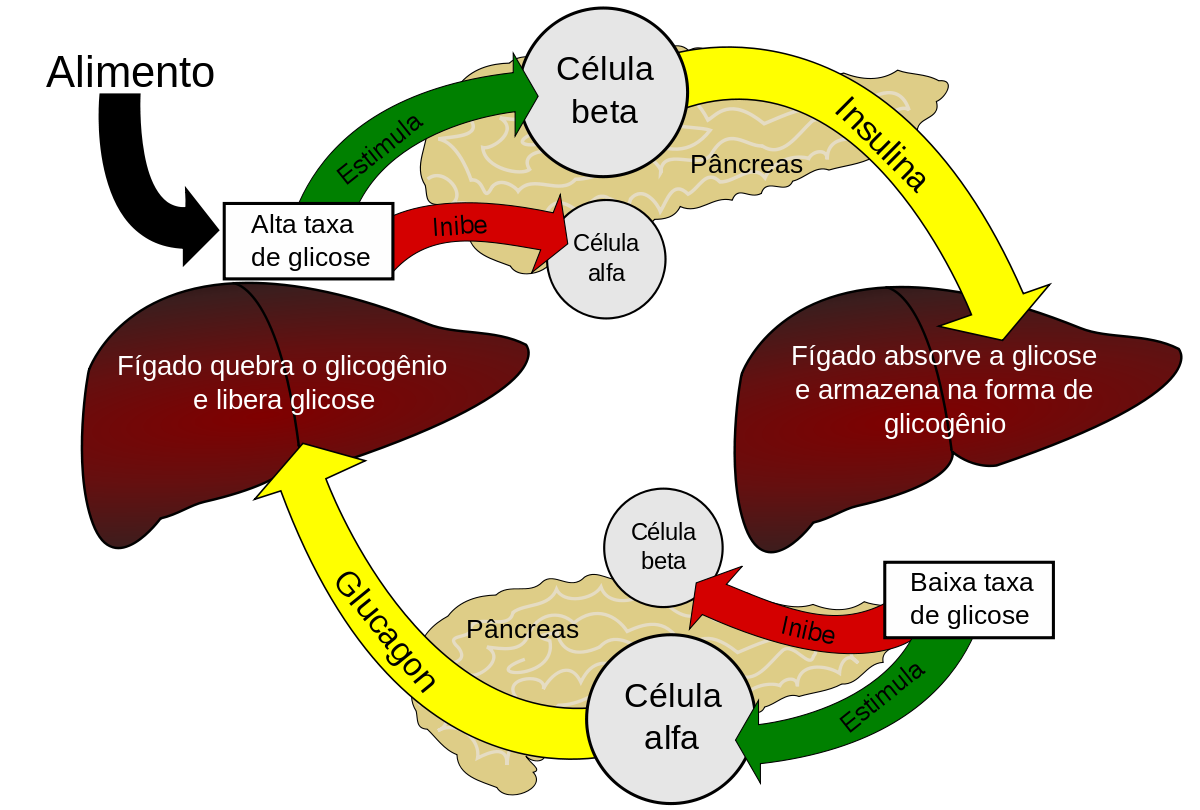 Alimento
Célula
beta
Estimula
Insulina
Pâncreas
Alta taxa
de glicose
Inibe
Célula
alfa
Fígado quebra o glicogênio
e libera glicose
Fígado absorve a glicose
e armazena na forma de
glicogênio
Célula
beta
Baixa taxa
de glicose
Glucagon
Pâncreas
Inibe
Célula
alfa
Estimula